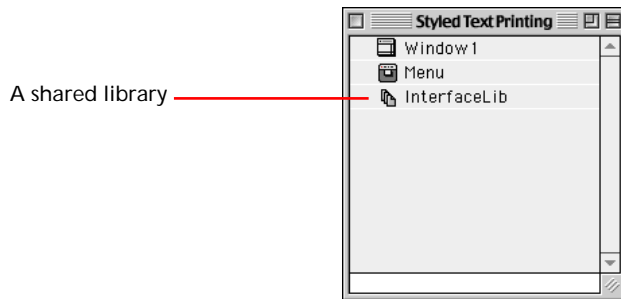 Styled Text Printing
Window1
Menu
A shared library
InterfaceLib